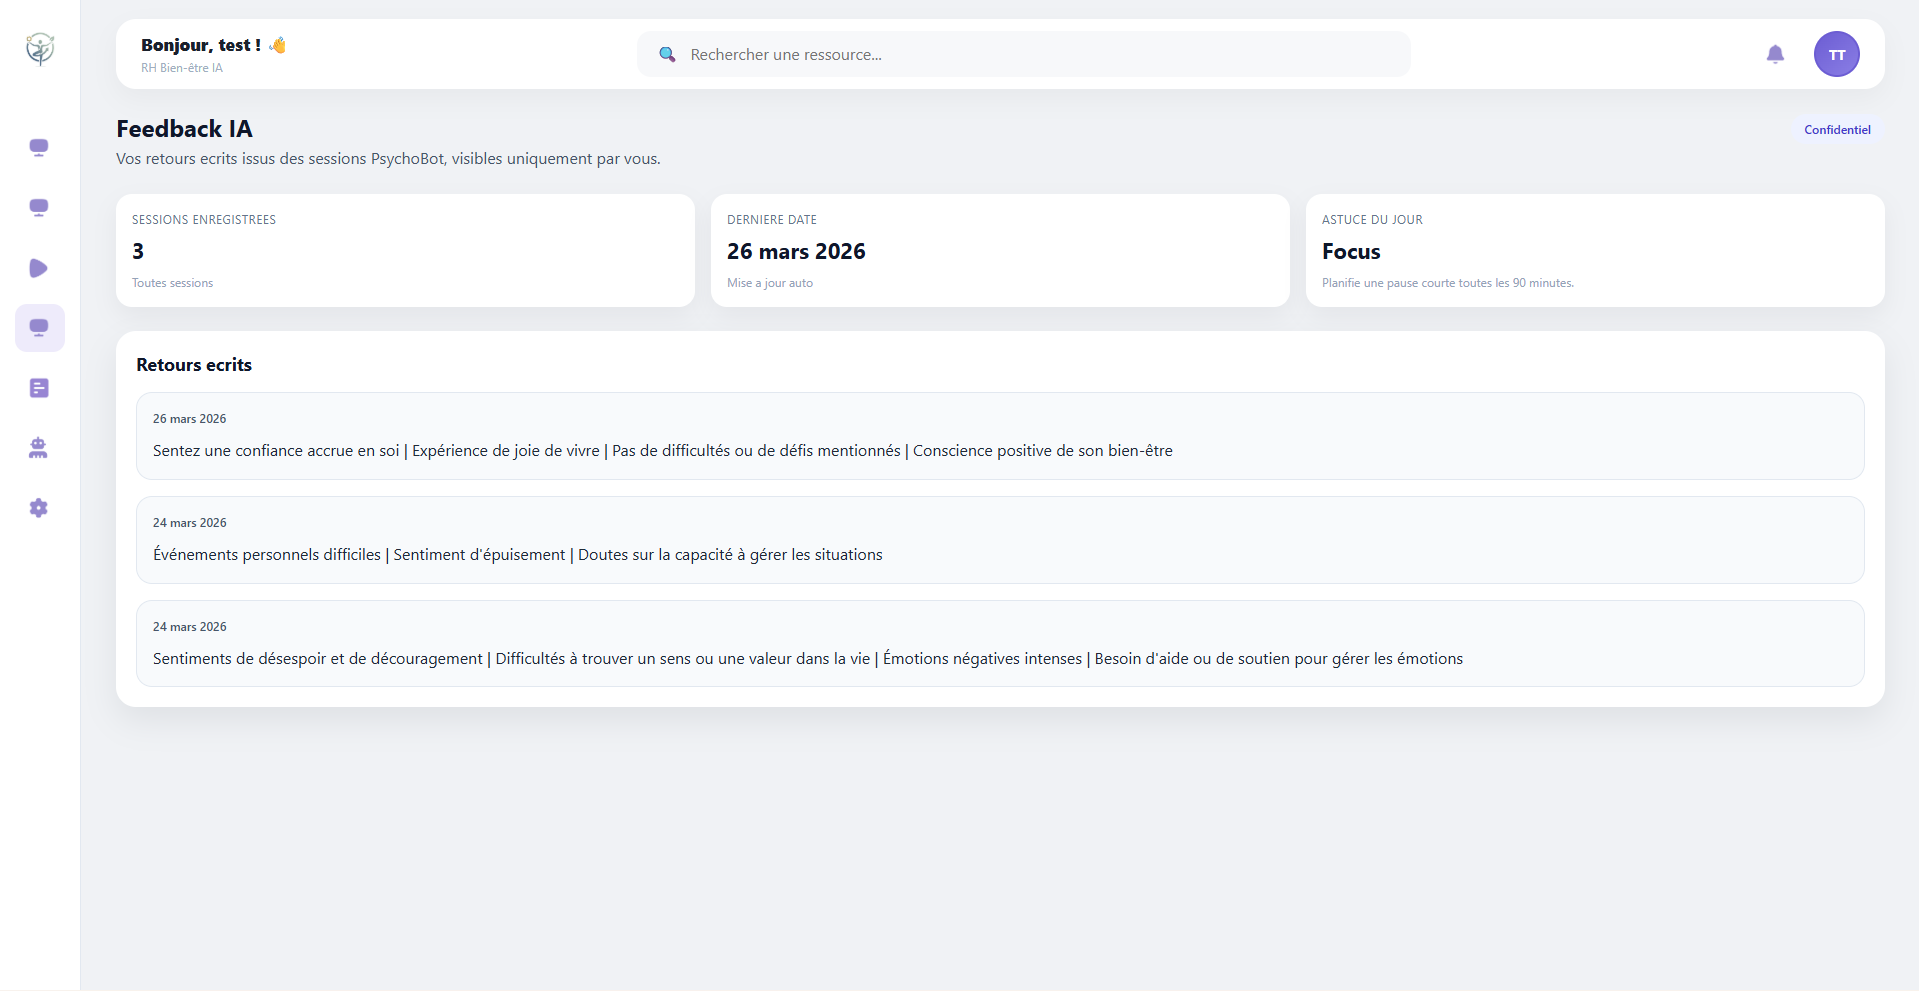 Bonjour, test ! 👋
RH Bien-être IA
Rechercher une ressource...
TT
Feedback IA
Confidentiel
Vos retours ecrits issus des sessions PsychoBot, visibles uniquement par vous.
SESSIONS ENREGISTREES
3
Toutes sessions
DERNIERE DATE
26 mars 2026
Mise a jour auto
ASTUCE DU JOUR
Focus
Planifie une pause courte toutes les 90 minutes.
Retours ecrits
26 mars 2026
Sentez une confiance accrue en soi | Expérience de joie de vivre | Pas de difficultés ou de défis mentionnés | Conscience positive de son bien-être
24 mars 2026
Événements personnels difficiles | Sentiment d'épuisement | Doutes sur la capacité à gérer les situations
24 mars 2026
Sentiments de désespoir et de découragement | Difficultés à trouver un sens ou une valeur dans la vie | Émotions négatives intenses | Besoin d'aide ou de soutien pour gérer les émotions